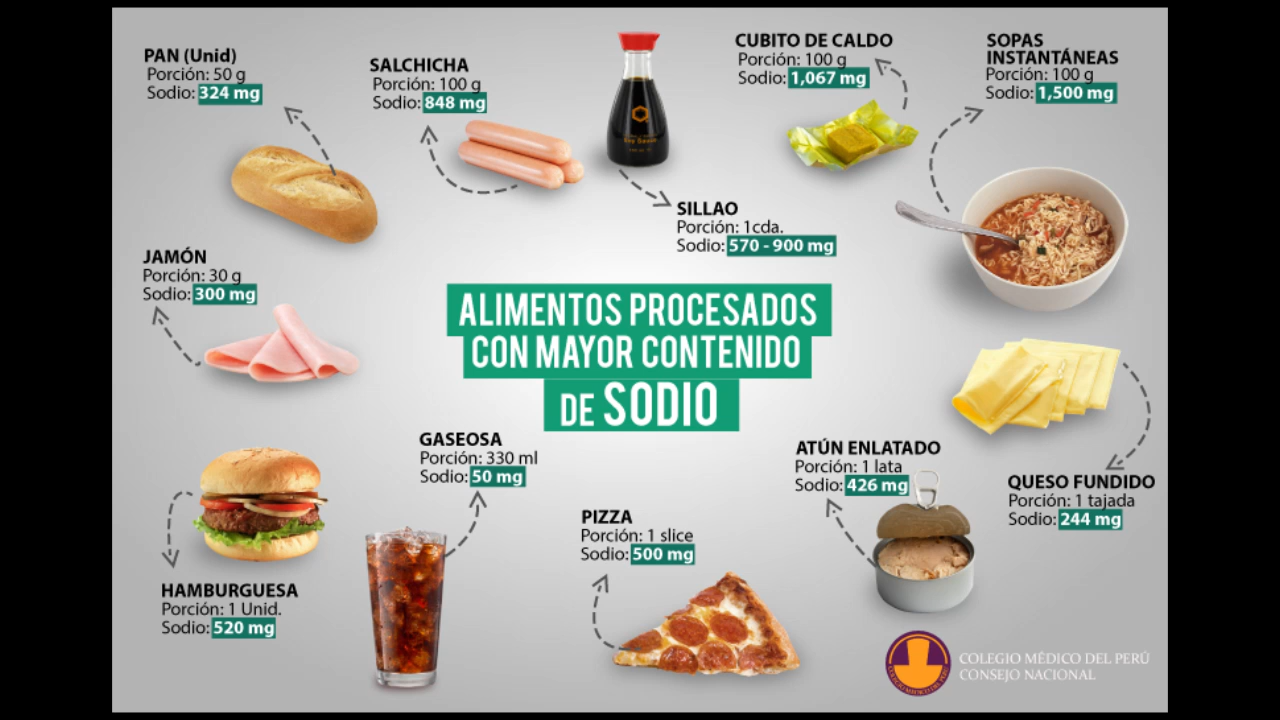 PAN (Unid)
Porción: 50 g
Sodio: 324 mg
SALCHICHA
Porción: 100 g
Sodio: 848 mg
CUBITO DE CALDO
Porción: 100 g
Sodio: 1,067 mg
SOPAS
INSTANTÁNEAS
Porción: 100 g
Sodio: 1,500 mg
Soy Sauce
SILLAO
Porción: 1cda.
Sodio: 570 - 900 mg
JAMÓN
Porción: 30 g
Sodio: 300 mg
ALIMENTOS PROCESADOS
CON MAYOR CONTENIDO
DE SODIO
GASEOSA
Porción: 330 ml
Sodio: 50 mg
ATÚN ENLATADO
Porción: 1 lata
Sodio: 426 mg
QUESO FUNDIDO
Porción: 1 tajada
Sodio: 244 mg
PIZZA
Porción: 1 slice
Sodio: 500 mg
HAMBURGUESA
Porción: 1 Unid.
Sodio: 520 mg
COLEGIO MÉDICO DEL PERÚ
CONSEJO NACIONAL